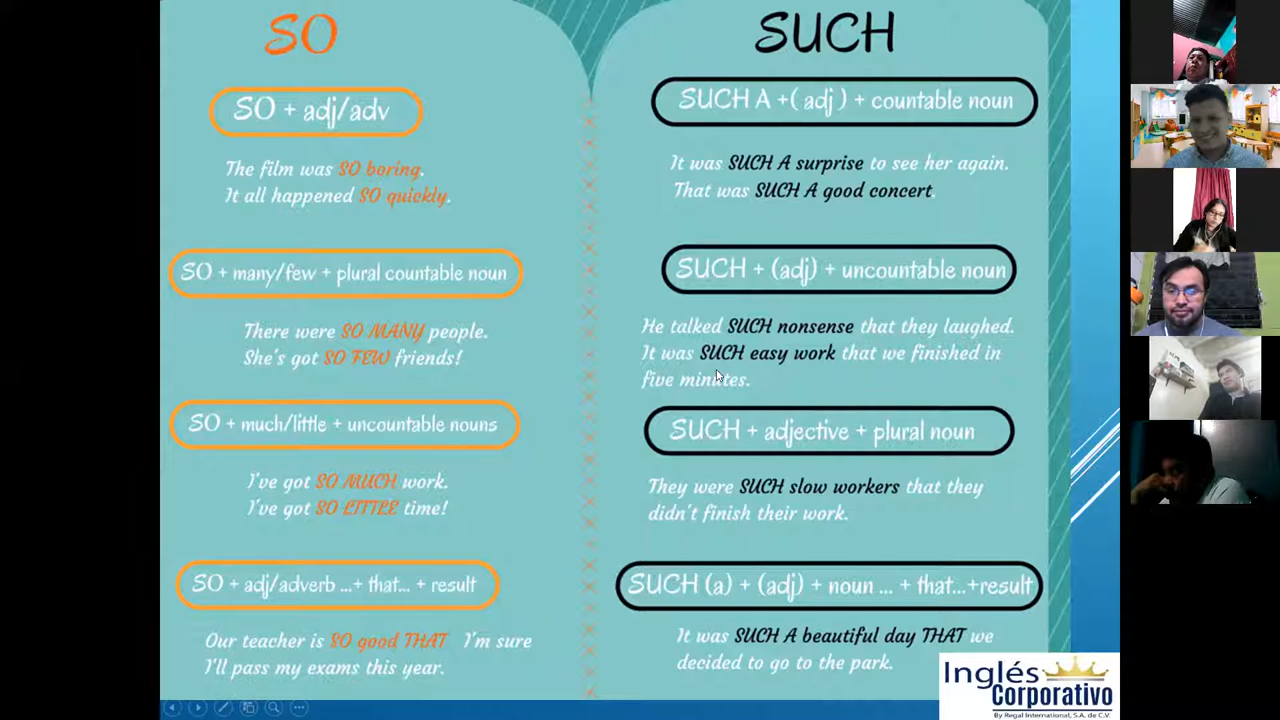 SO
SO + adj/adv
The film was SO boring.
It all happened SO quickly.
SO + many/few + plural countable noun
There were SO MANY people.
She's got SO FEW friends!
SO + much/little + uncountable nouns
I've got SO MUCH work.
I've got SO LITTLE time!
SO + adj/adverb ...+ that... + result
Our teacher is SO good THAT I'm sure
I'll pass my exams this year.
SUCH
SUCH A +( adj ) + countable noun
It was SUCH A surprise to see her again.
That was SUCH A good concert.
SUCH + (adj) + uncountable noun
He talked SUCH nonsense that they laughed.
It was SUCH easy work that we finished in
five minutes.
SUCH + adjective + plural noun
They were SUCH slow workers that they
didn't finish their work.
SUCH (a) + (adj) + noun ... + that...+result
It was SUCH A beautiful day THAT we
decided to go to the park.
Inglés
Corporativo
By Regal International, S.A. de C.V.